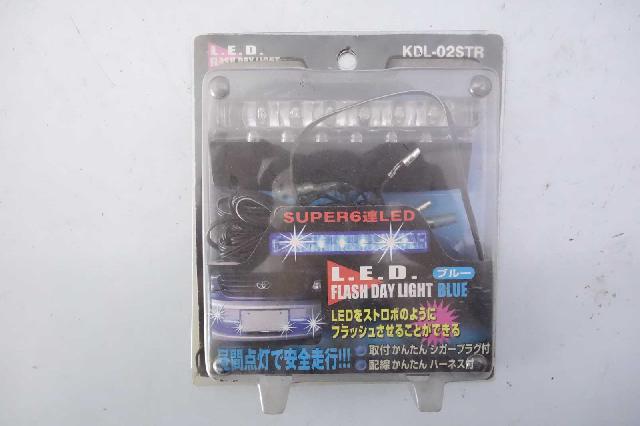 L.E.D.
FLASH DAY LIGHT
KDL-02STR
SUPER6連LED
L.E.D.
ブルー
FLASH DAY LIGHT BLUE
LEDをストロボのように
フラッシュさせることができる
昼間点灯で安全走行!!!
取付かんたん シガープラグ付
配線かんたん ハーネス付